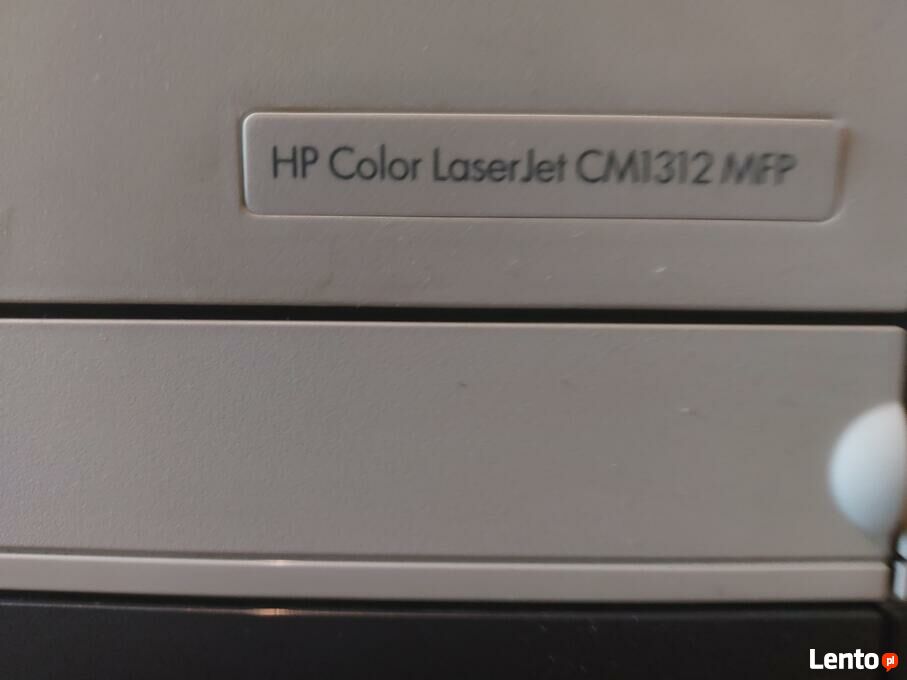 HP Color LaserJet CM1312 MFP
Lento pl